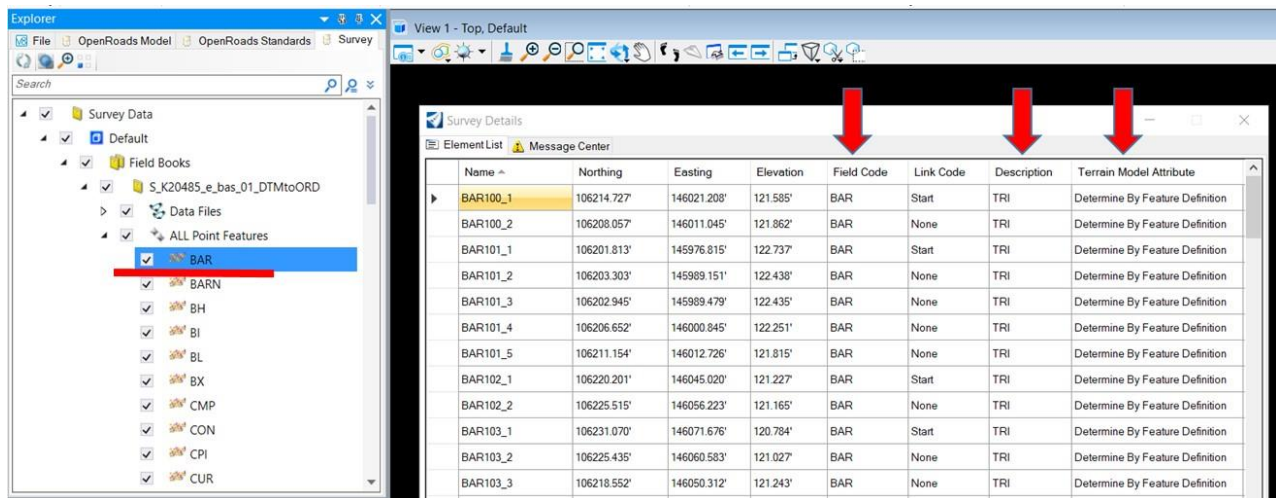 Explorer
File OpenRoads Model OpenRoads Standards Survey
Search
Survey Data
Default
Field Books
S_K20485_e_bas_01_DTMtoORD
Data Files
ALL Point Features
BAR
BARN
BH
BI
BL
BX
CMP
CON
CPI
CUR
View 1 - Top, Default
Survey Details
Element List Message Center
Name Northing Easting Elevation Field Code Link Code Description Terrain Model Attribute
BAR100_1 106214.727' 146021.208' 121.585' BAR Start TRI Determine By Feature Definition
BAR100_2 106208.057' 146011.045' 121.862' BAR None TRI Determine By Feature Definition
BAR101_1 106201.813' 145976.815' 122.737' BAR Start TRI Determine By Feature Definition
BAR101_2 106203.303' 145989.151' 122.438' BAR None TRI Determine By Feature Definition
BAR101_3 106202.945' 145989.479' 122.435' BAR None TRI Determine By Feature Definition
BAR101_4 106206.652' 146000.845' 122.251' BAR None TRI Determine By Feature Definition
BAR101_5 106211.154' 146012.726' 121.815' BAR None TRI Determine By Feature Definition
BAR102_1 106220.201' 146045.020' 121.227' BAR Start TRI Determine By Feature Definition
BAR102_2 106225.515' 146056.223' 121.165' BAR None TRI Determine By Feature Definition
BAR103_1 106231.070' 146071.676' 120.784' BAR Start TRI Determine By Feature Definition
BAR103_2 106225.435' 146060.583' 121.027' BAR None TRI Determine By Feature Definition
BAR103_3 106218.552' 146050.312' 121.243' BAR None TRI Determine By Feature Definition